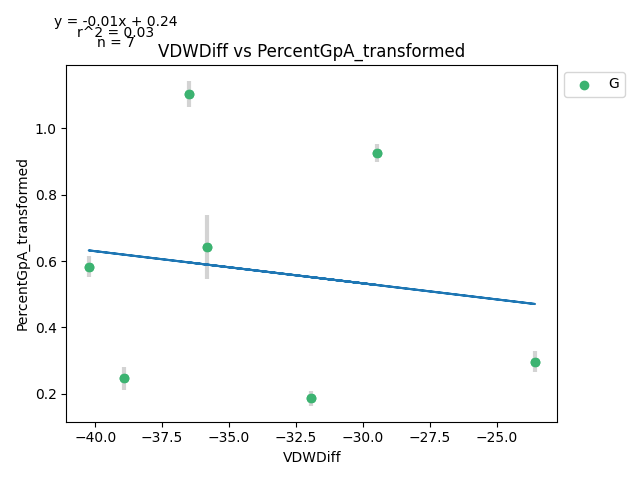 y = -0.01x + 0.24
r^2 = 0.03
n = 7
VDWDiff vs PercentGpA_transformed
G
PercentGpA_transformed
1.0
0.8
0.6
0.4
0.2
−40.0 −37.5 −35.0 −32.5 −30.0 −27.5 −25.0
VDWDiff